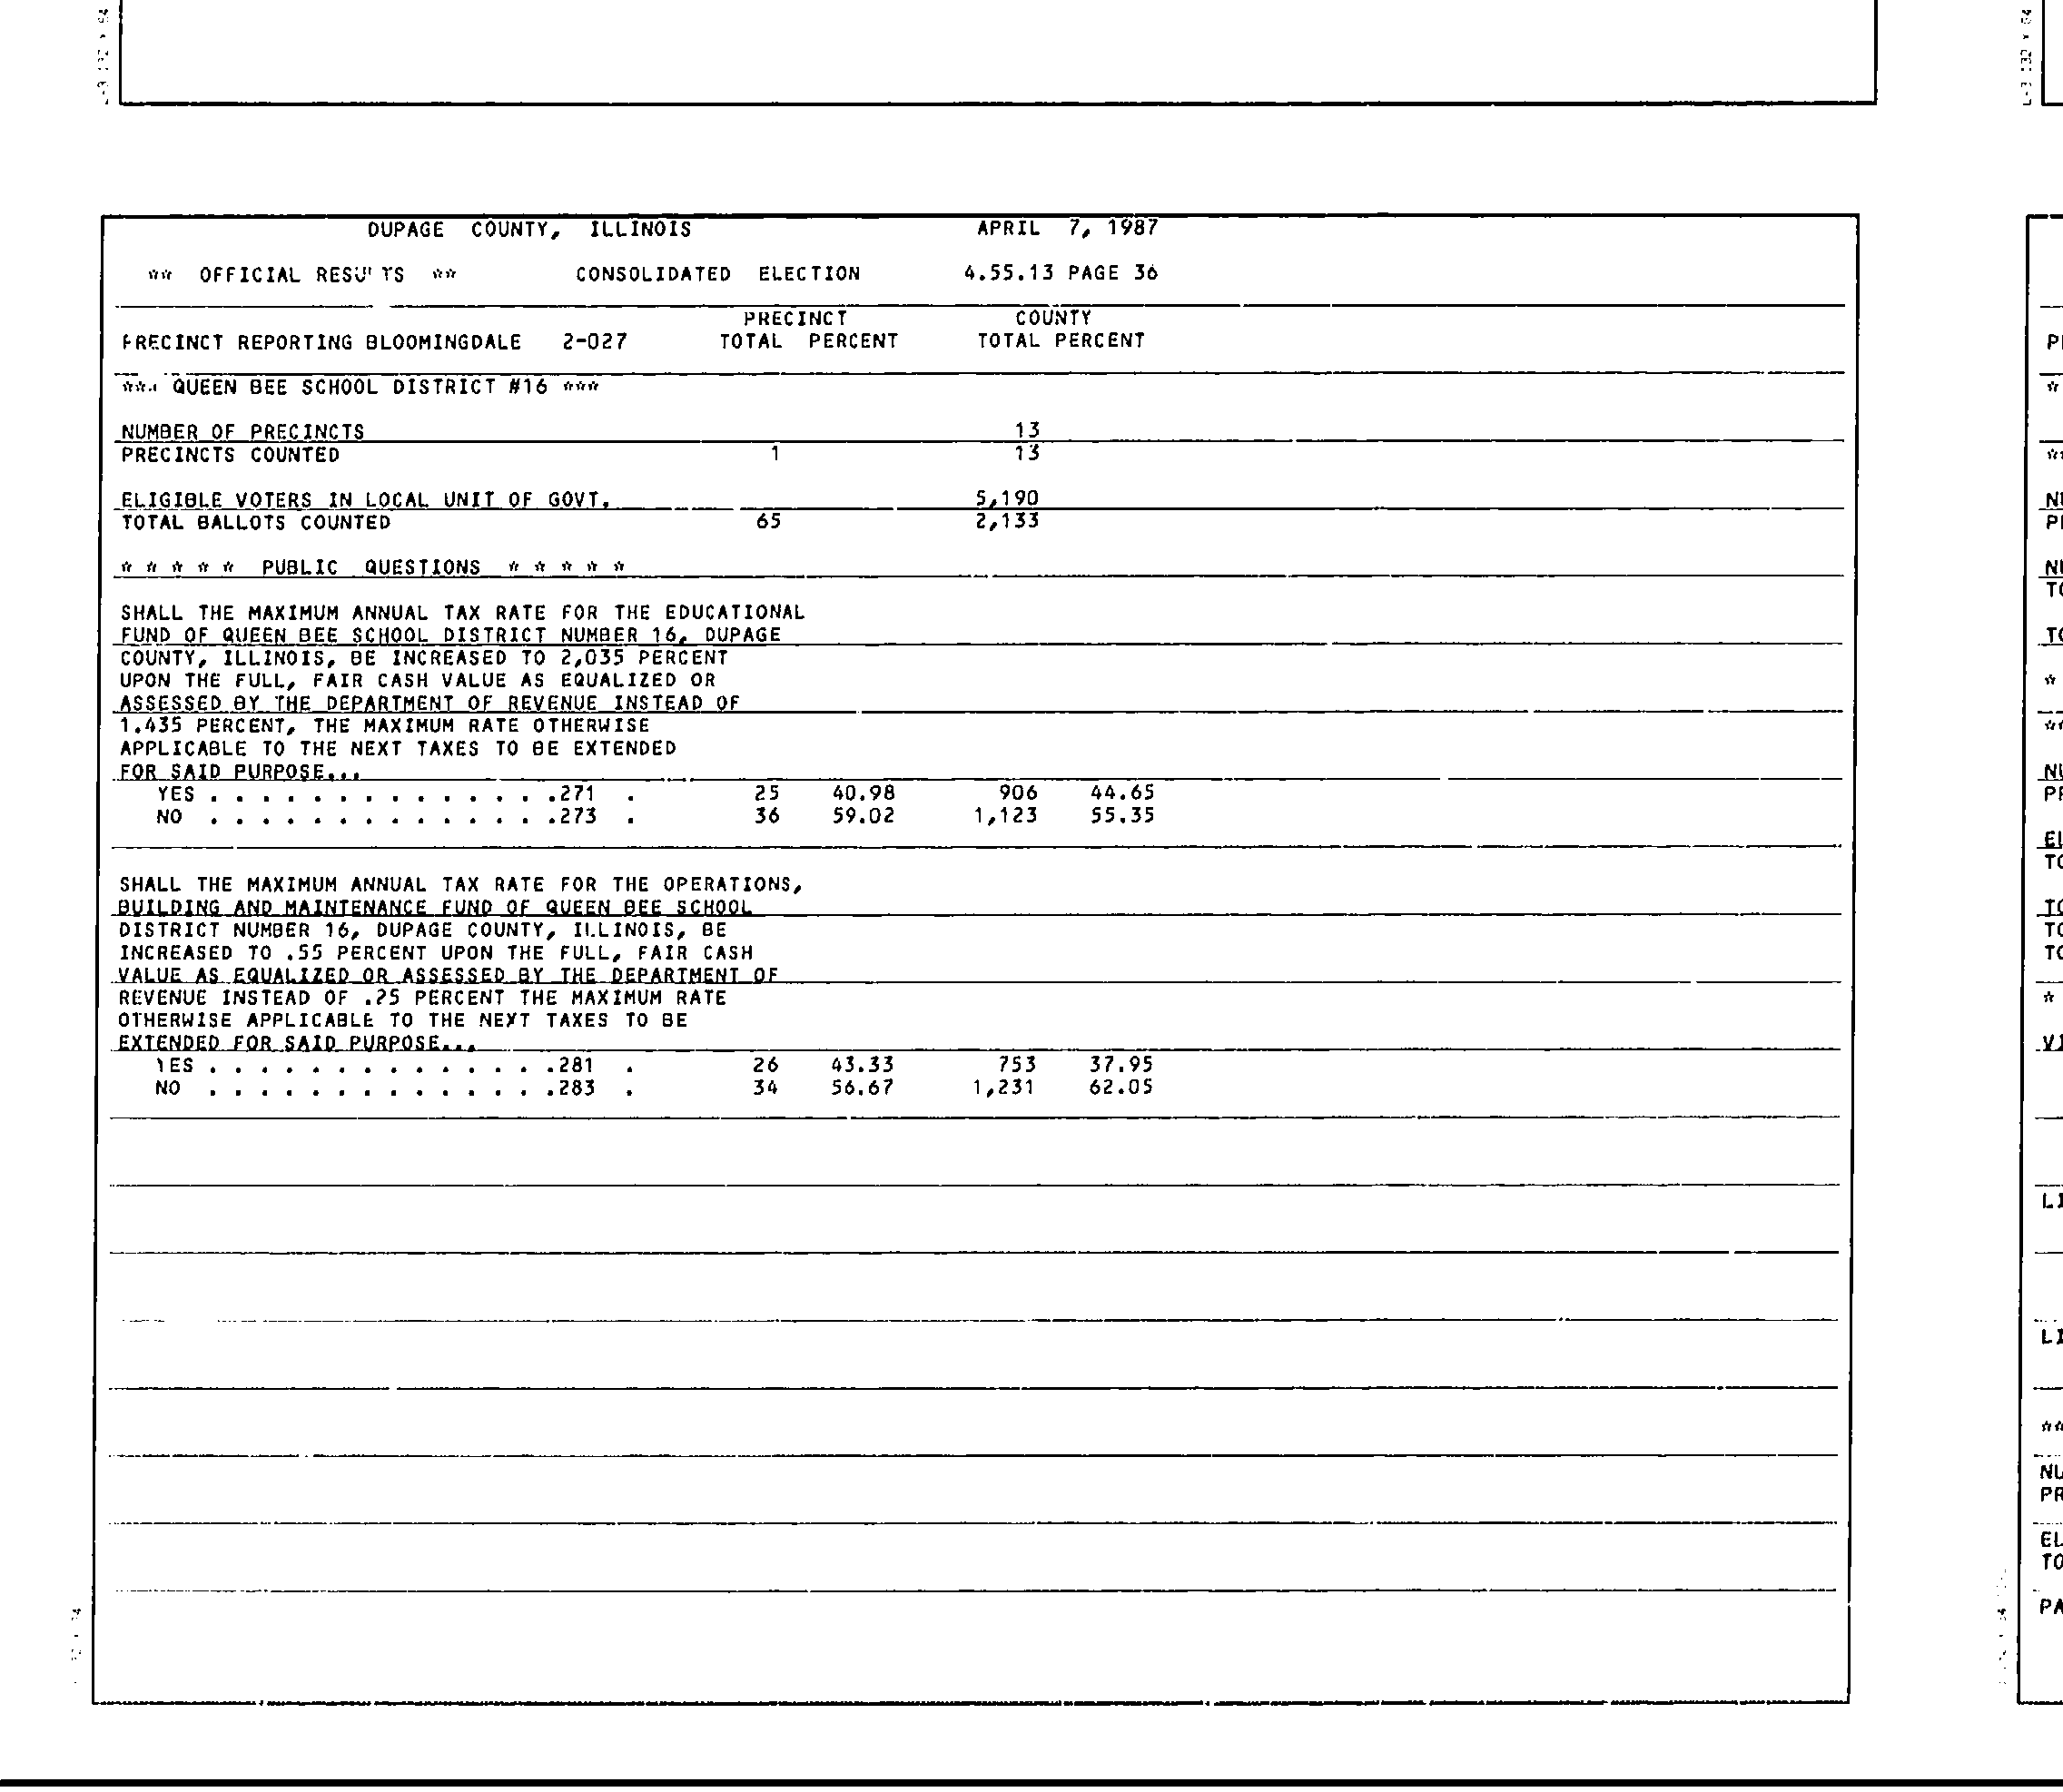 L-3 132 × 64
L-3 132 × 64
DUPAGE COUNTY, ILLINOIS APRIL 7, 1987
** OFFICIAL RESULTS ** CONSOLIDATED ELECTION 4.55.13 PAGE 36
PRECINCT COUNTY
PRECINCT REPORTING BLOOMINGDALE 2-027 TOTAL PERCENT TOTAL PERCENT
*** QUEEN BEE SCHOOL DISTRICT #16 ***
NUMBER OF PRECINCTS 13
PRECINCTS COUNTED 1 13
ELIGIBLE VOTERS IN LOCAL UNIT OF GOVT. 5,190
TOTAL BALLOTS COUNTED 65 2,133
* * * * * PUBLIC QUESTIONS * * * * *
SHALL THE MAXIMUM ANNUAL TAX RATE FOR THE EDUCATIONAL
FUND OF QUEEN BEE SCHOOL DISTRICT NUMBER 16, DUPAGE
COUNTY, ILLINOIS, BE INCREASED TO 2,035 PERCENT
UPON THE FULL, FAIR CASH VALUE AS EQUALIZED OR
ASSESSED BY THE DEPARTMENT OF REVENUE INSTEAD OF
1.435 PERCENT, THE MAXIMUM RATE OTHERWISE
APPLICABLE TO THE NEXT TAXES TO BE EXTENDED
FOR SAID PURPOSE...
YES . . . . . . . . . . . . . .271 . 25 40.98 906 44.65
NO . . . . . . . . . . . . . .273 . 36 59.02 1,123 55.35
SHALL THE MAXIMUM ANNUAL TAX RATE FOR THE OPERATIONS,
BUILDING AND MAINTENANCE FUND OF QUEEN BEE SCHOOL
DISTRICT NUMBER 16, DUPAGE COUNTY, ILLINOIS, BE
INCREASED TO .55 PERCENT UPON THE FULL, FAIR CASH
VALUE AS EQUALIZED OR ASSESSED BY THE DEPARTMENT OF
REVENUE INSTEAD OF .25 PERCENT THE MAXIMUM RATE
OTHERWISE APPLICABLE TO THE NEXT TAXES TO BE
EXTENDED FOR SAID PURPOSE...
YES . . . . . . . . . . . . . .281 . 26 43.33 753 37.95
NO . . . . . . . . . . . . . .283 . 34 56.67 1,231 62.05